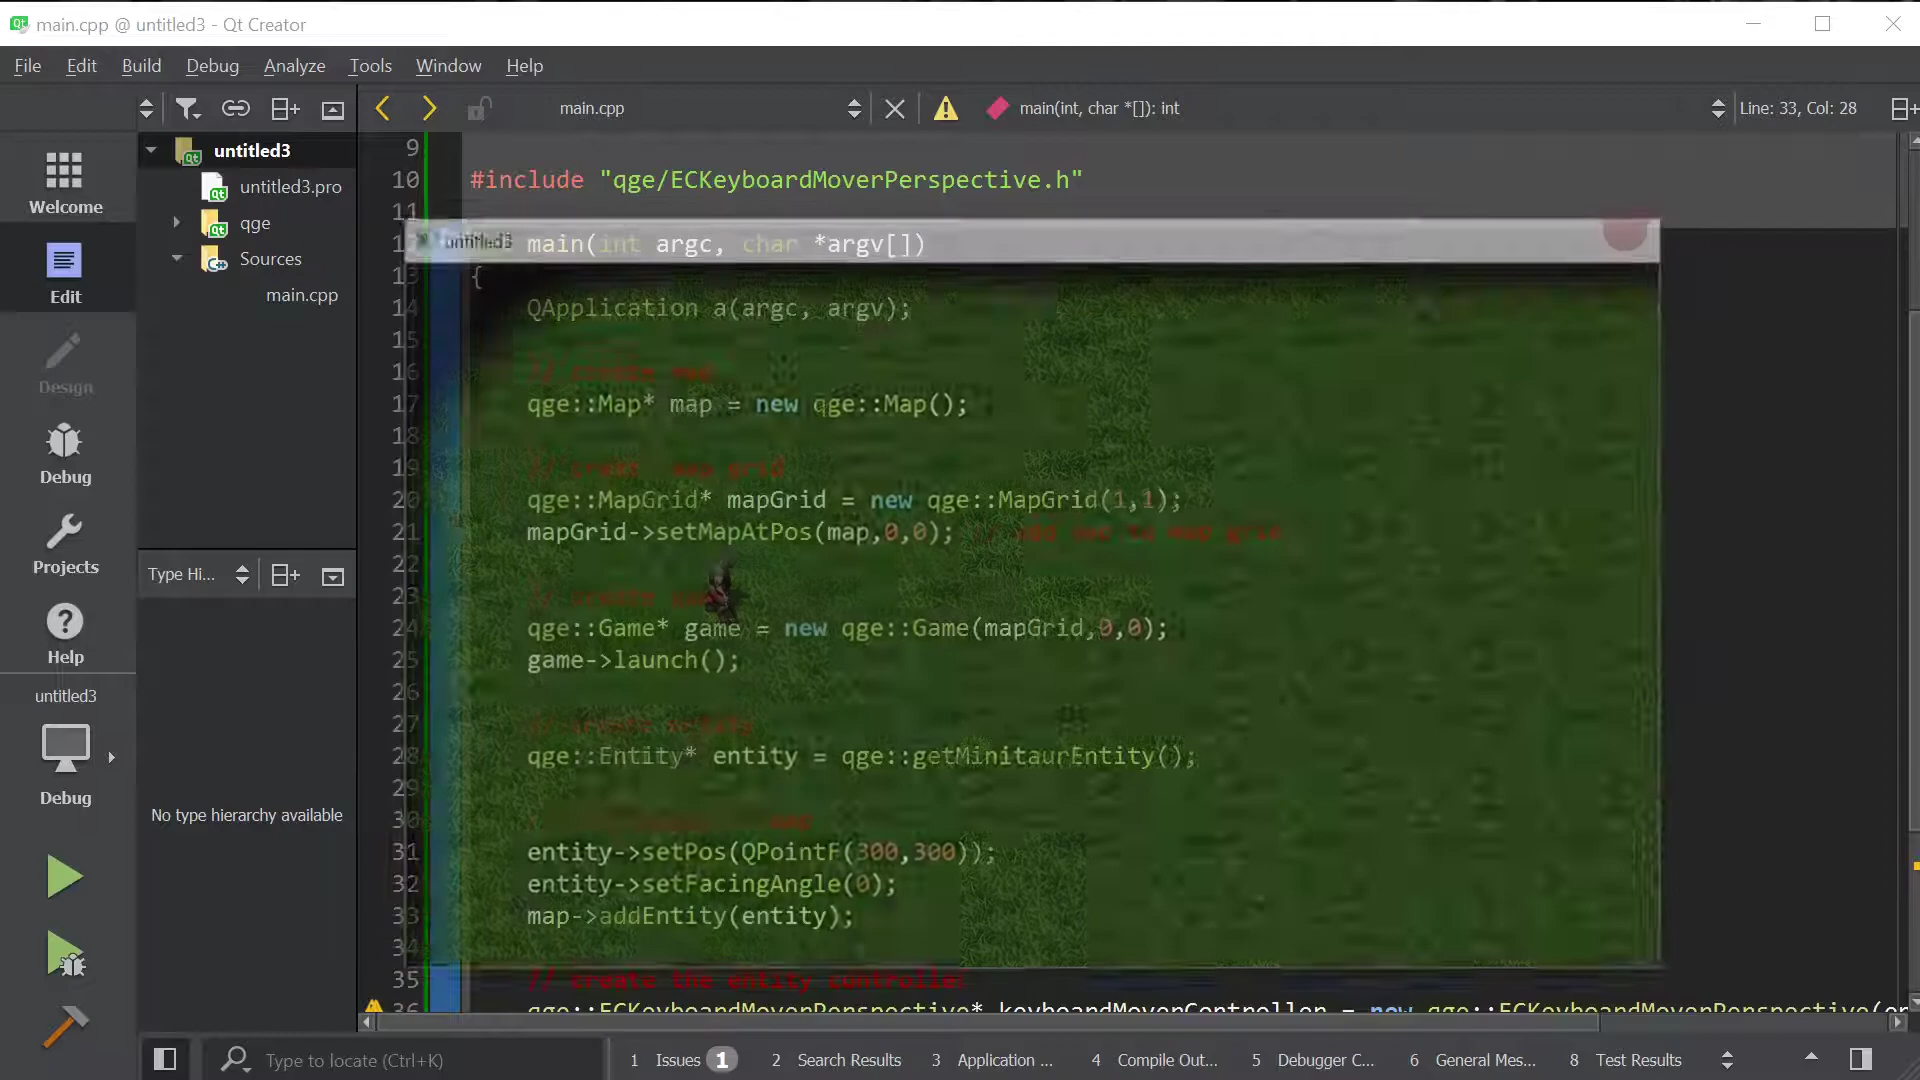 main.cpp @ untitled3 - Qt Creator
File Edit Build Debug Analyze Tools Window Help
main.cpp
main(int, char *[]): int
Line: 33, Col: 28
Welcome
Edit
Design
Debug
Projects
Help
untitled3
Debug
untitled3
untitled3.pro
qge
Sources
main.cpp
Type Hi...
No type hierarchy available
untitled3
9
10 #include "qge/ECKeyboardMoverPerspective.h"
11
main(int argc, char *argv[])
13 {
14 QApplication a(argc, argv);
15
16 // create map
17 qge::Map* map = new qge::Map();
18
19 // create map grid
20 qge::MapGrid* mapGrid = new qge::MapGrid(1,1);
21 mapGrid->setMapAtPos(map,0,0); // add map to map grid
22
23 // create
24 qge::Game* game = new qge::Game(mapGrid,0,0);
25 game->launch();
26
27 // create entity
28 qge::Entity* entity = qge::getMinitaurEntity();
29
30 map
31 entity->setPos(QPointF(300,300));
32 entity->setFacingAngle(0);
33 map->addEntity(entity);
34
35 // create the entity controller
36 qge::ECKeyboardMoverPerspective* keyboardMoverController = new qge::ECKeyboardMoverPerspective(en
Type to locate (Ctrl+K)
1 Issues 1
2 Search Results
3 Application ...
4 Compile Out...
5 Debugger C...
6 General Mes...
8 Test Results